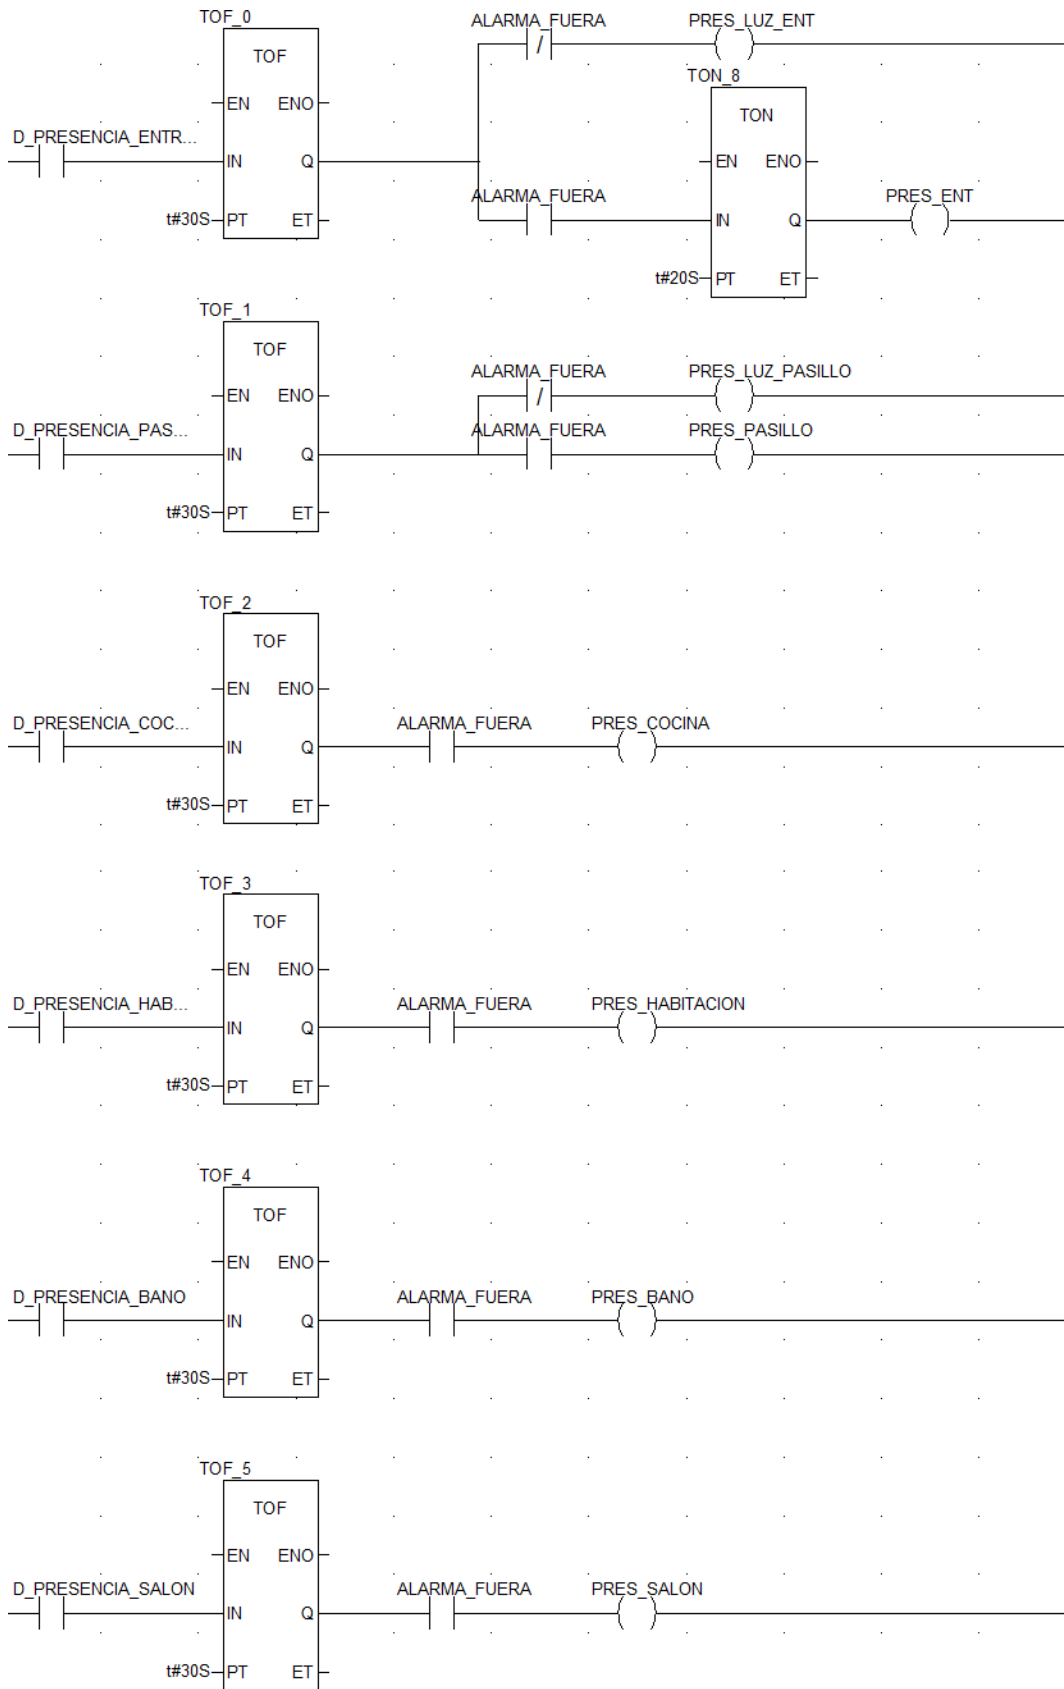 TOF_0
ALARMA_FUERA PRES_LUZ_ENT
/
TOF
TON_8
EN ENO
TON
D_PRESENCIA_ENTR...
IN Q
EN ENO
ALARMA_FUERA PRES_ENT
t#30S PT ET
IN Q
t#20S PT ET
TOF_1
TOF
ALARMA_FUERA PRES_LUZ_PASILLO
EN ENO
/
D_PRESENCIA_PAS... ALARMA_FUERA PRES_PASILLO
IN Q
t#30S PT ET
TOF_2
TOF
EN ENO
D_PRESENCIA_COC... ALARMA_FUERA PRES_COCINA
IN Q
t#30S PT ET
TOF_3
TOF
EN ENO
D_PRESENCIA_HAB... ALARMA_FUERA PRES_HABITACION
IN Q
t#30S PT ET
TOF_4
TOF
EN ENO
D_PRESENCIA_BANO ALARMA_FUERA PRES_BANO
IN Q
t#30S PT ET
TOF_5
TOF
EN ENO
D_PRESENCIA_SALON ALARMA_FUERA PRES_SALON
IN Q
t#30S PT ET